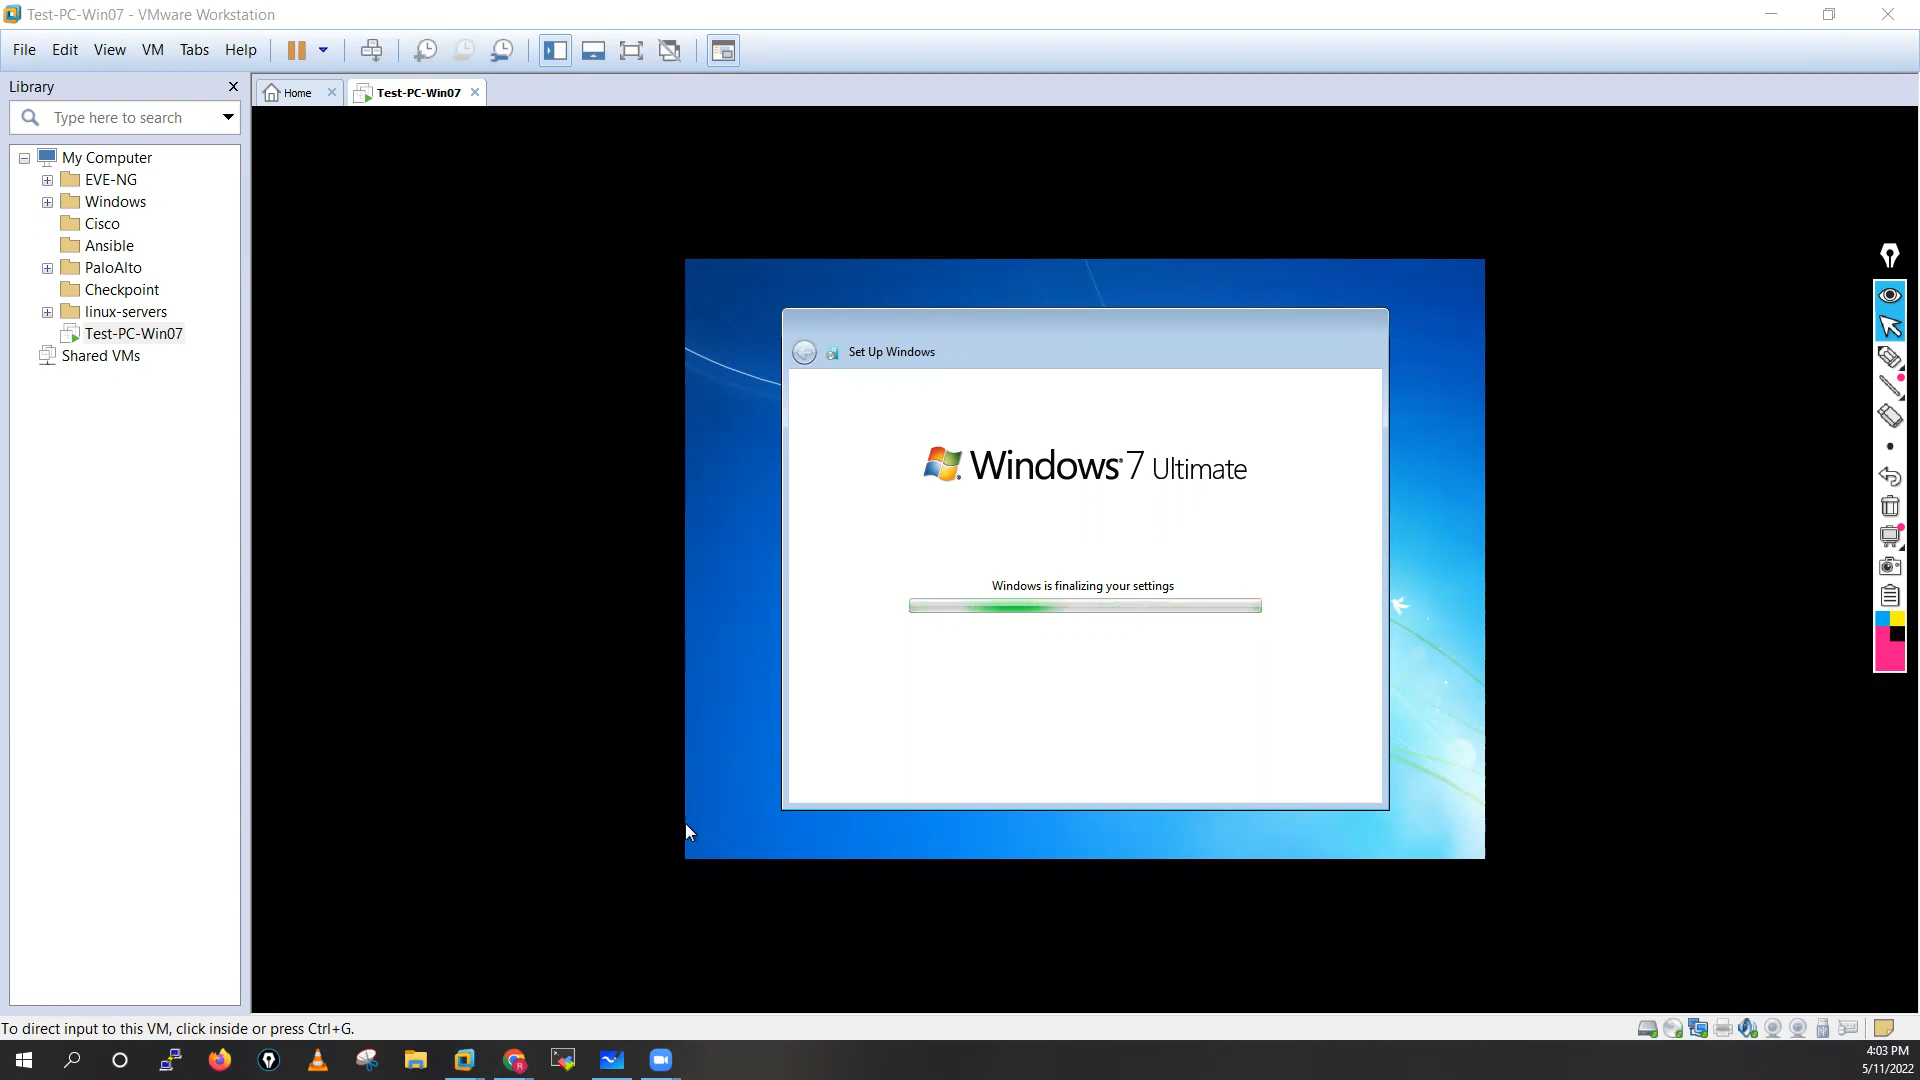 Test-PC-Win07 - VMware Workstation
File Edit View VM Tabs Help
Library
Home
Test-PC-Win07
Type here to search
My Computer
EVE-NG
Windows
Cisco
Ansible
PaloAlto
Checkpoint
linux-servers
Test-PC-Win07
Shared VMs
Set Up Windows
Windows 7 Ultimate
Windows is finalizing your settings
To direct input to this VM, click inside or press Ctrl+G.
4:03 PM
5/11/2022